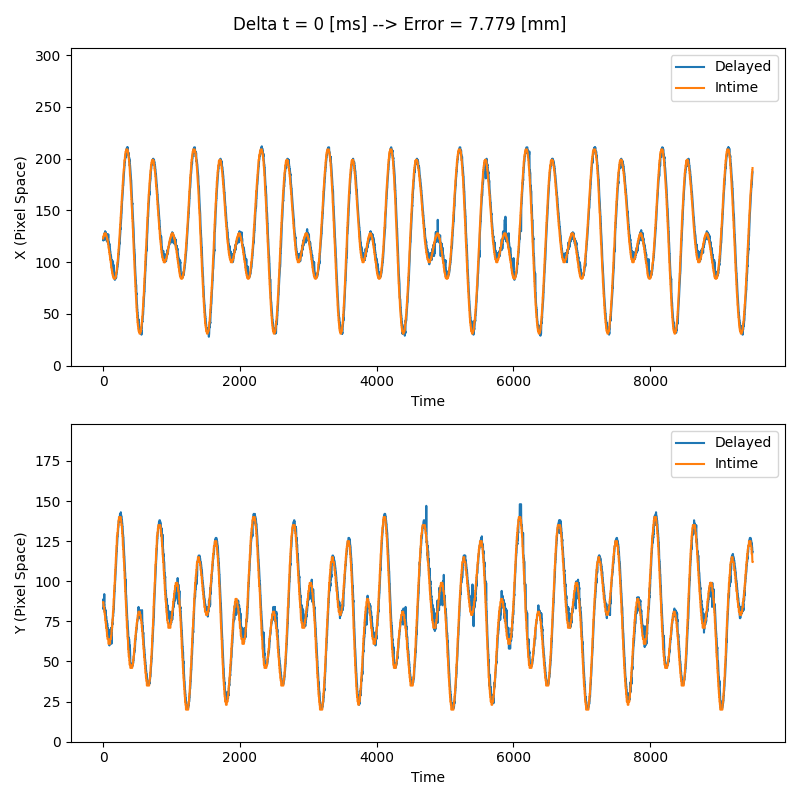 Delta t = 0 [ms] --> Error = 7.779 [mm]
300
250
200
150
100
50
0
X (Pixel Space)
Delayed
Intime
0
2000
4000
6000
8000
Time
175
150
125
100
75
50
25
0
Y (Pixel Space)
Delayed
Intime
0
2000
4000
6000
8000
Time